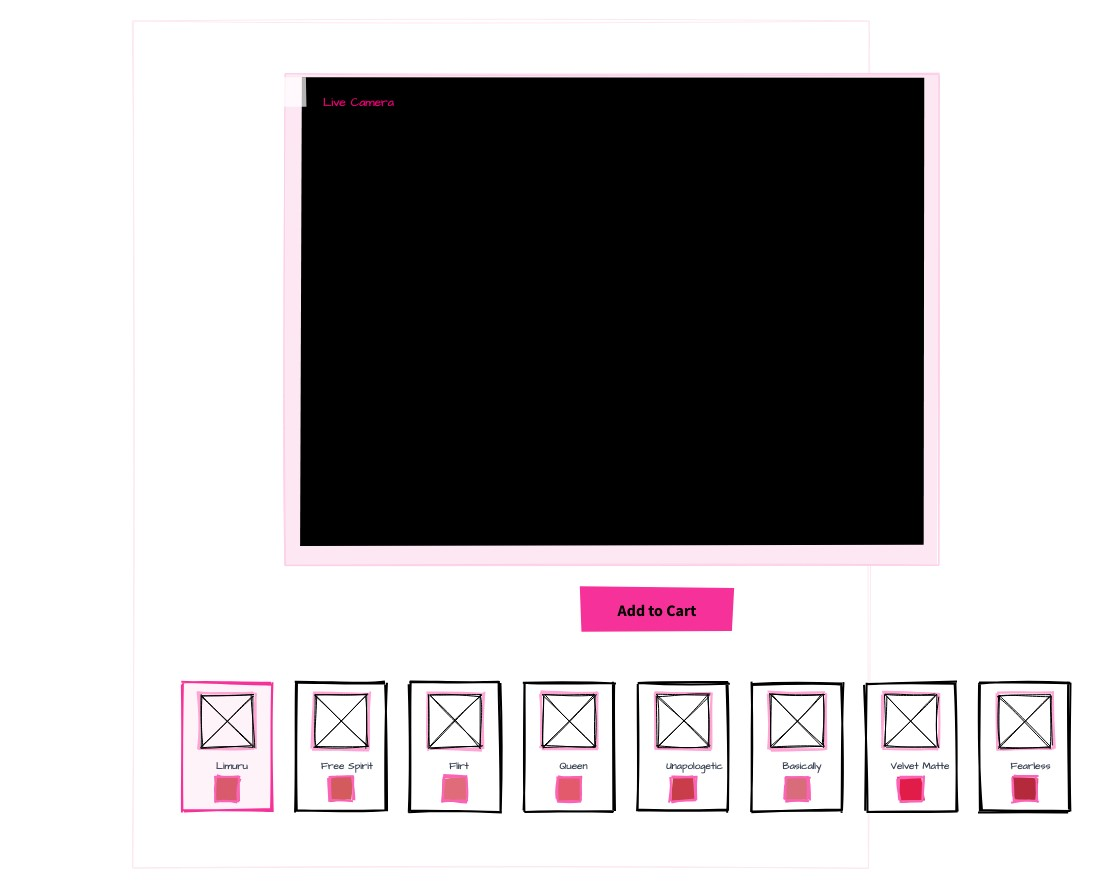 Live Camera
Add to Cart
Limuru
Free Spirit
Flirt
Queen
Unapologetic
Basically
Velvet Matte
Fearless